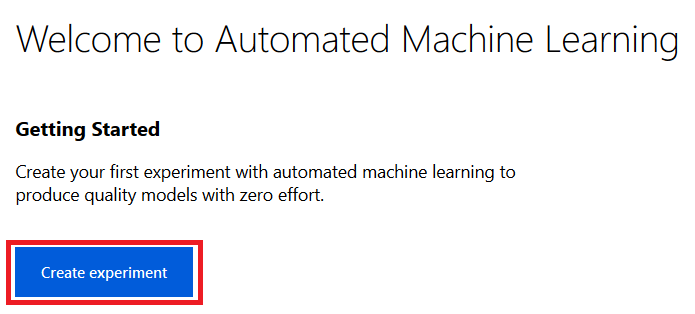 Welcome to Automated Machine Learning
Getting Started
Create your first experiment with automated machine learning to
produce quality models with zero effort.
Create experiment